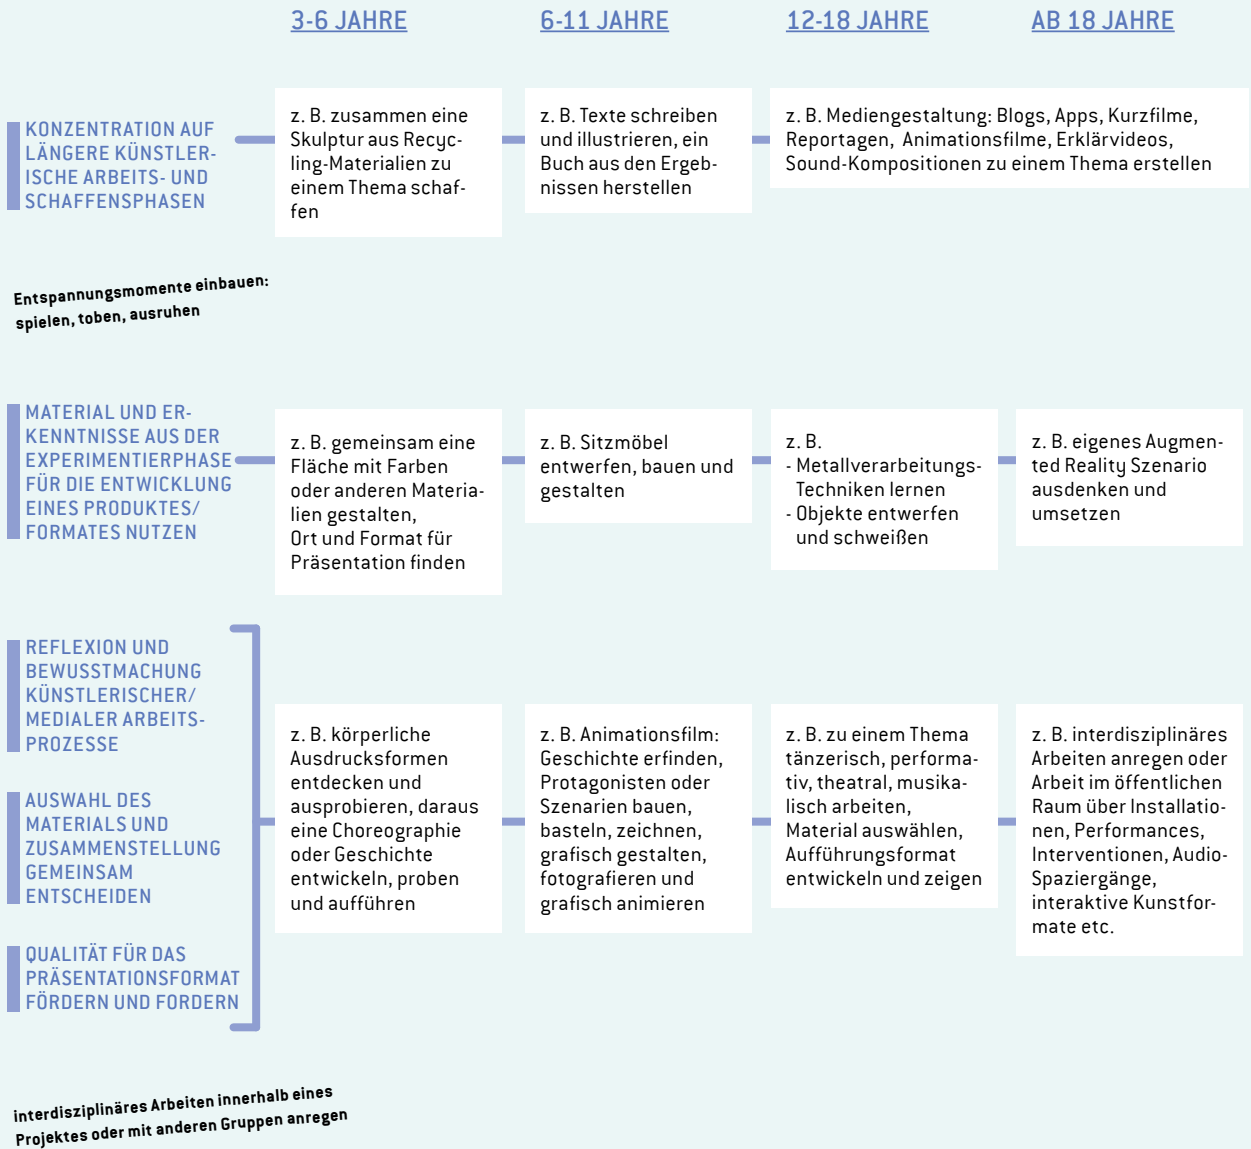 3-6 JAHRE
6-11 JAHRE
12-18 JAHRE
AB 18 JAHRE
KONZENTRATION AUF
LÄNGERE KÜNSTLER-
ISCHE ARBEITS- UND
SCHAFFENSPHASEN
z. B. zusammen eine
Skulptur aus Recyc-
ling-Materialien zu
einem Thema schaf-
fen
z. B. Texte schreiben
und illustrieren, ein
Buch aus den Ergeb-
nissen herstellen
z. B. Mediengestaltung: Blogs, Apps, Kurzfilme,
Reportagen, Animationsfilme, Erklärvideos,
Sound-Kompositionen zu einem Thema erstellen
Entspannungsmomente einbauen:
spielen, toben, ausruhen
MATERIAL UND ER-
KENNTNISSE AUS DER
EXPERIMENTIERPHASE
FÜR DIE ENTWICKLUNG
EINES PRODUKTES/
FORMATES NUTZEN
z. B. gemeinsam eine
Fläche mit Farben
oder anderen Materia-
lien gestalten,
Ort und Format für
Präsentation finden
z. B. Sitzmöbel
entwerfen, bauen und
gestalten
z. B.
- Metallverarbeitungs-
Techniken lernen
- Objekte entwerfen
und schweißen
z. B. eigenes Augmen-
ted Reality Szenario
ausdenken und
umsetzen
REFLEXION UND
BEWUSSTMACHUNG
KÜNSTLERISCHER/
MEDIALER ARBEITS-
PROZESSE
AUSWAHL DES
MATERIALS UND
ZUSAMMENSTELLUNG
GEMEINSAM
ENTSCHEIDEN
QUALITÄT FÜR DAS
PRÄSENTATIONSFORMAT
FÖRDERN UND FORDERN
z. B. körperliche
Ausdrucksformen
entdecken und
ausprobieren, daraus
eine Choreographie
oder Geschichte
entwickeln, proben
und aufführen
z. B. Animationsfilm:
Geschichte erfinden,
Protagonisten oder
Szenarien bauen,
basteln, zeichnen,
grafisch gestalten,
fotografieren und
grafisch animieren
z. B. zu einem Thema
tänzerisch, performa-
tiv, theatral, musika-
lisch arbeiten,
Material auswählen,
Aufführungsformat
entwickeln und zeigen
z. B. interdisziplinäres
Arbeiten anregen oder
Arbeit im öffentlichen
Raum über Installatio-
nen, Performances,
Interventionen, Audio-
Spaziergänge,
interaktive Kunstfor-
mate etc.
interdisziplinäres Arbeiten innerhalb eines
Projektes oder mit anderen Gruppen anregen